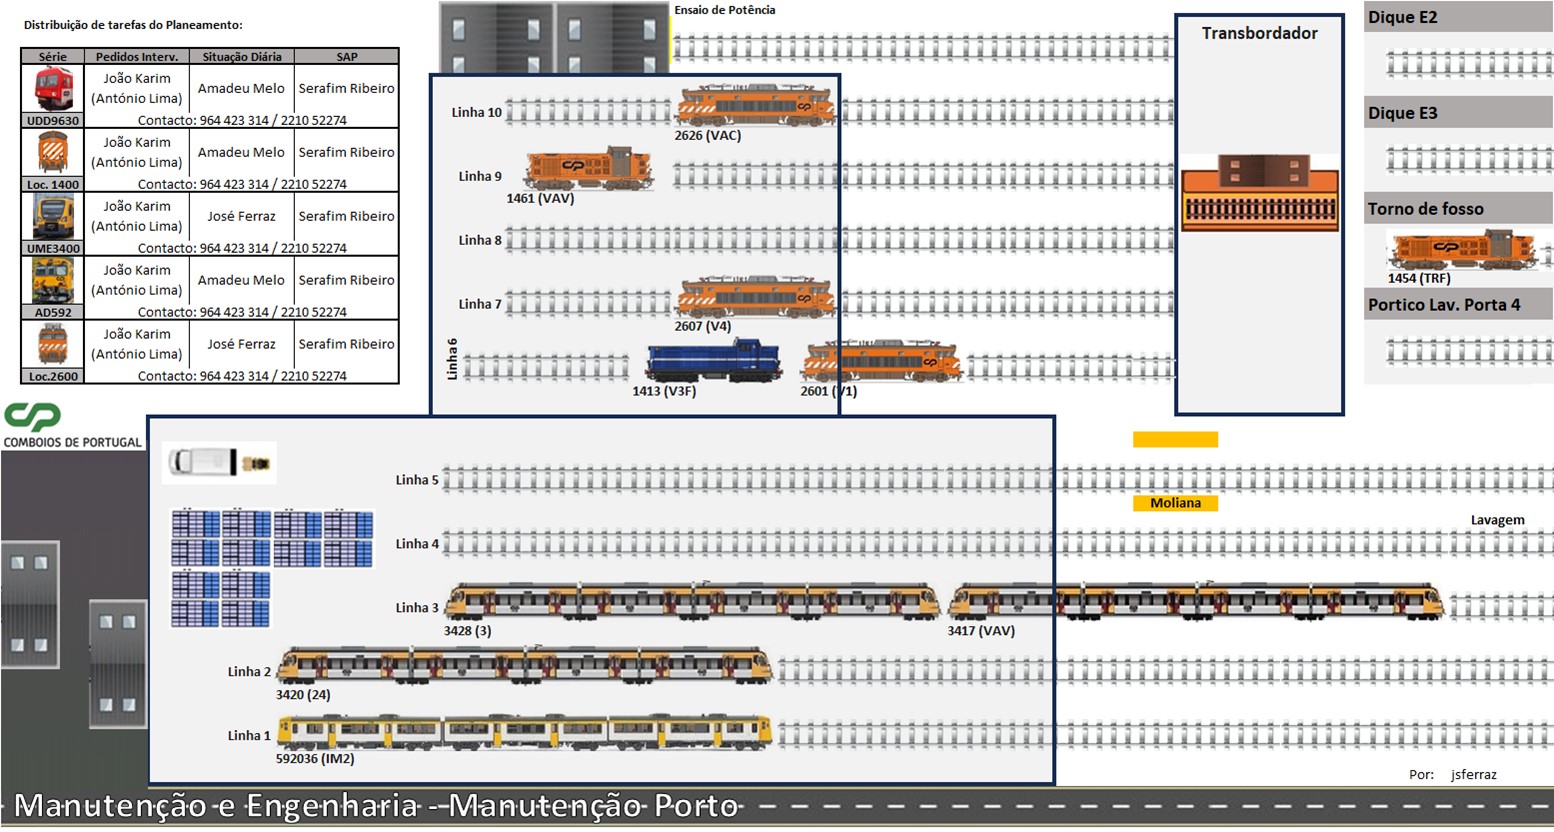 Distribuição de tarefas do Planeamento:
Série Pedidos Interv. Situação Diária SAP
João Karim
(António Lima) Amadeu Melo Serafim Ribeiro
UDD9630 Contacto: 964 423 314 / 2210 52274
João Karim
(António Lima) Amadeu Melo Serafim Ribeiro
Loc. 1400 Contacto: 964 423 314 / 2210 52274
João Karim
(António Lima) José Ferraz Serafim Ribeiro
UME3400 Contacto: 964 423 314 / 2210 52274
João Karim
(António Lima) Amadeu Melo Serafim Ribeiro
AD592 Contacto: 964 423 314 / 2210 52274
João Karim
(António Lima) José Ferraz Serafim Ribeiro
Loc.2600 Contacto: 964 423 314 / 2210 52274
CP
COMBOIOS DE PORTUGAL
Ensaio de Potência
Linha 10
2626 (VAC)
Linha 9
1461 (VAV)
Linha 8
Linha 7
2607 (V4)
Linha 6
1413 (V3F)
2601 (V1)
Transbordador
Dique E2
Dique E3
Torno de fosso
1454 (TRF)
Portico Lav. Porta 4
Linha 5
Moliana
Lavagem
Linha 4
Linha 3
3428 (3)
3417 (VAV)
Linha 2
3420 (24)
Linha 1
592036 (IM2)
Por: jsferraz
Manutenção e Engenharia - Manutenção Porto